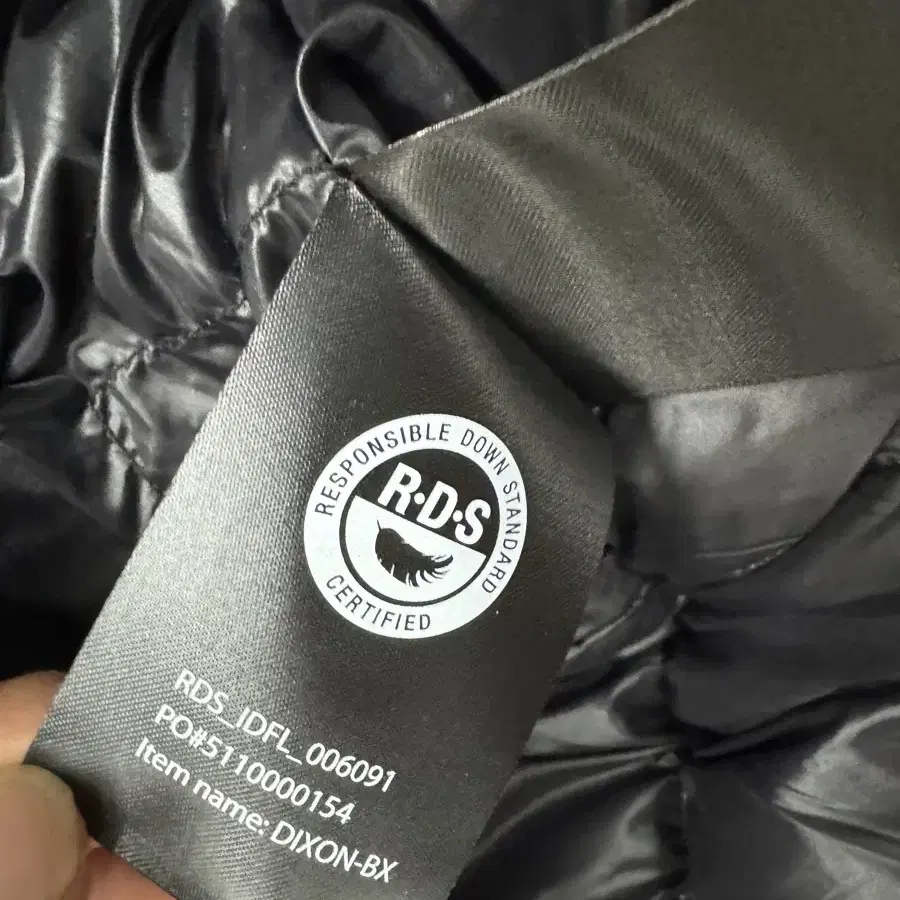 RESPONSIBLE DOWN STANDARD
R·D·S
CERTIFIED
RDS_IDFL_006091
PO#5110000154
Item name: DIXON-BX